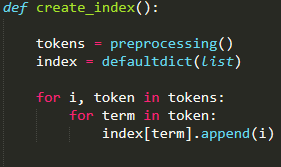 def create_index():
    tokens = preprocessing()
    index = defaultdict(list)
    for i, token in tokens:
        for term in token:
            index[term].append(i)